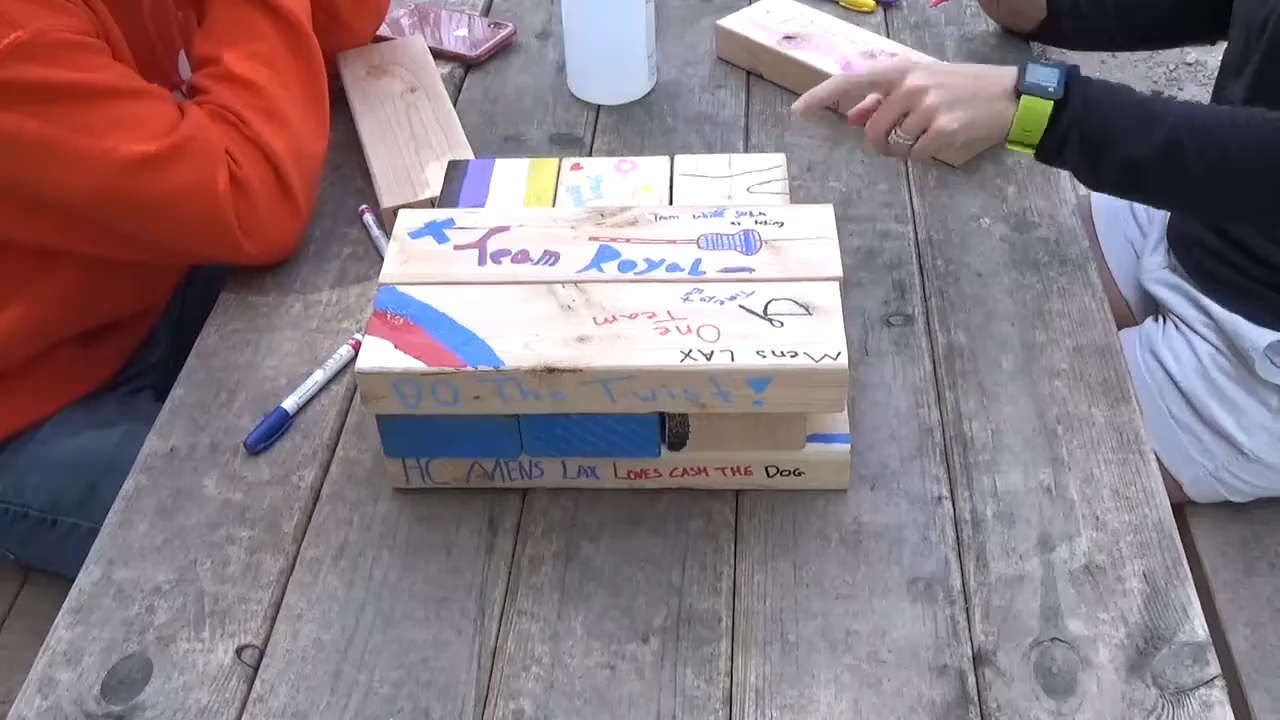 Team Royal
One
Team
Mens LAX
DO The Twist!
HC MENS LAX LOVES CASH THE DOG